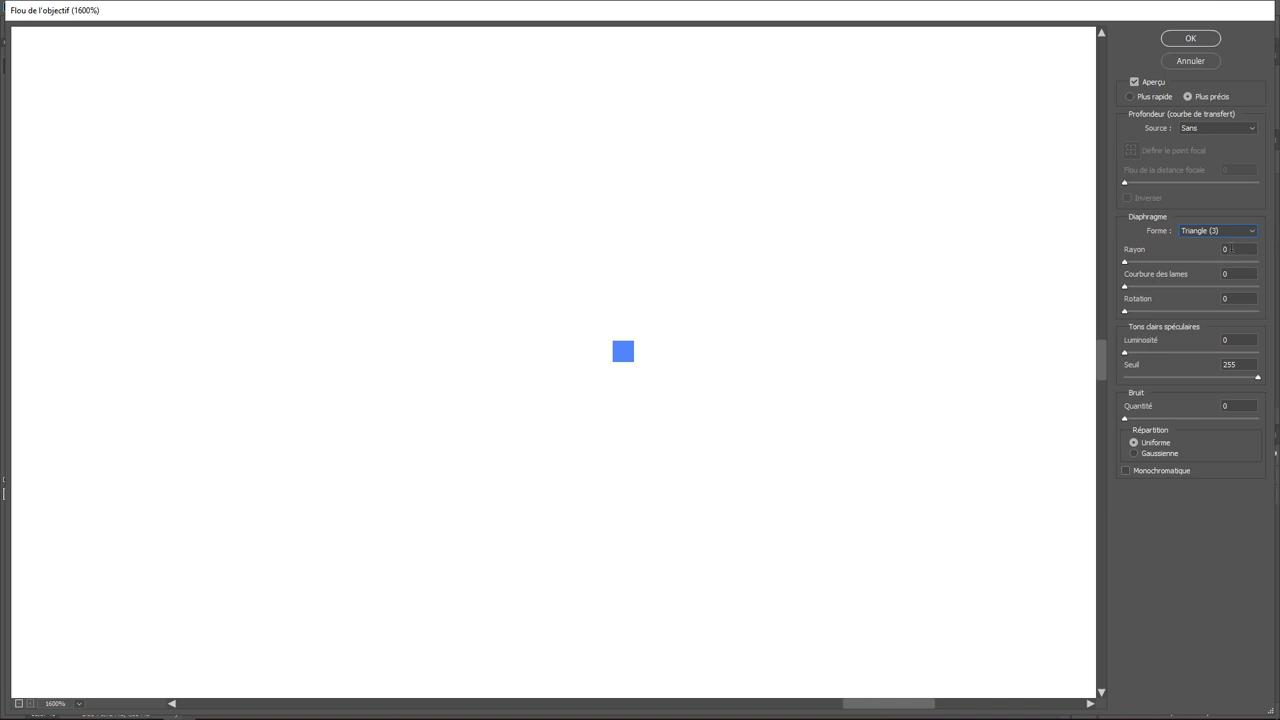 Flou de l'objectif (1600%)
OK
Annuler
Aperçu
Plus rapide
Plus précis
Profondeur (courbe de transfert)
Source : Sans
Définir le point focal
Flou de la distance focale 0
Inverser
Diaphragme
Forme : Triangle (3)
Rayon 0
Courbure des lames 0
Rotation 0
Tons clairs spéculaires
Luminosité 0
Seuil 255
Bruit
Quantité 0
Répartition
Uniforme
Gaussienne
Monochromatique
1600%